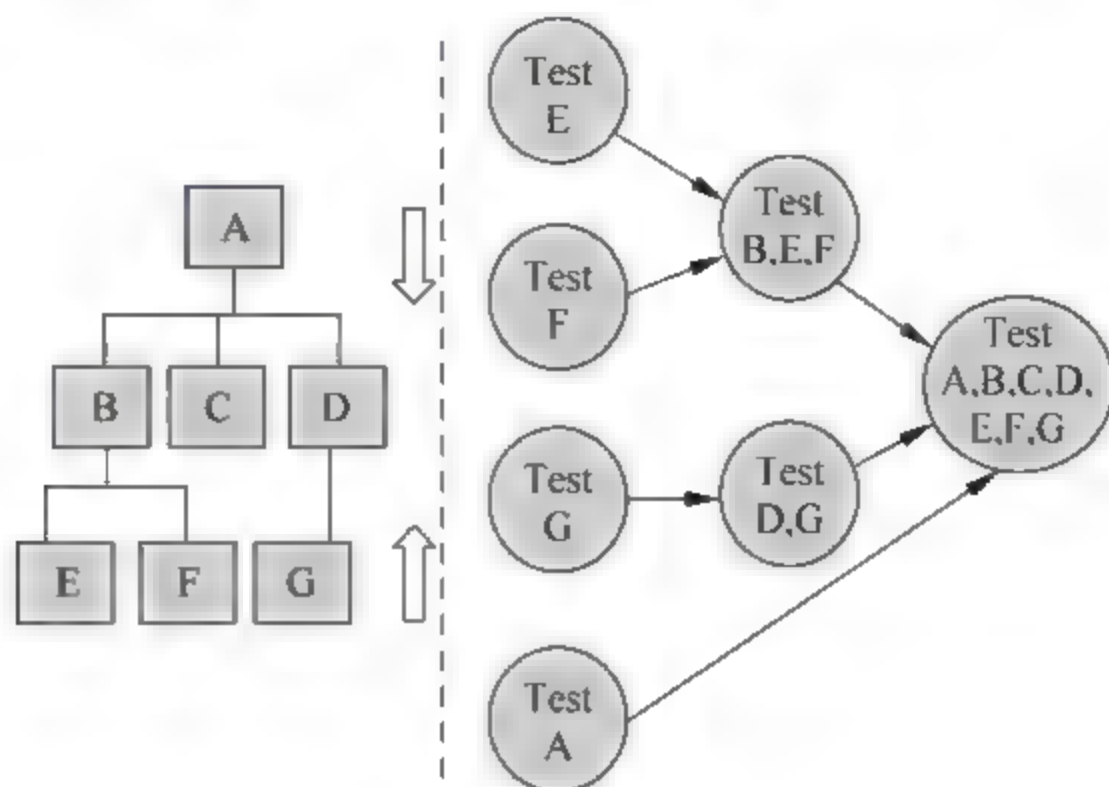 A
B C D
E F G
Test
E
Test
F
Test
G
Test
A
Test
B,E,F
Test
D,G
Test
A,B,C,D,
E,F,G